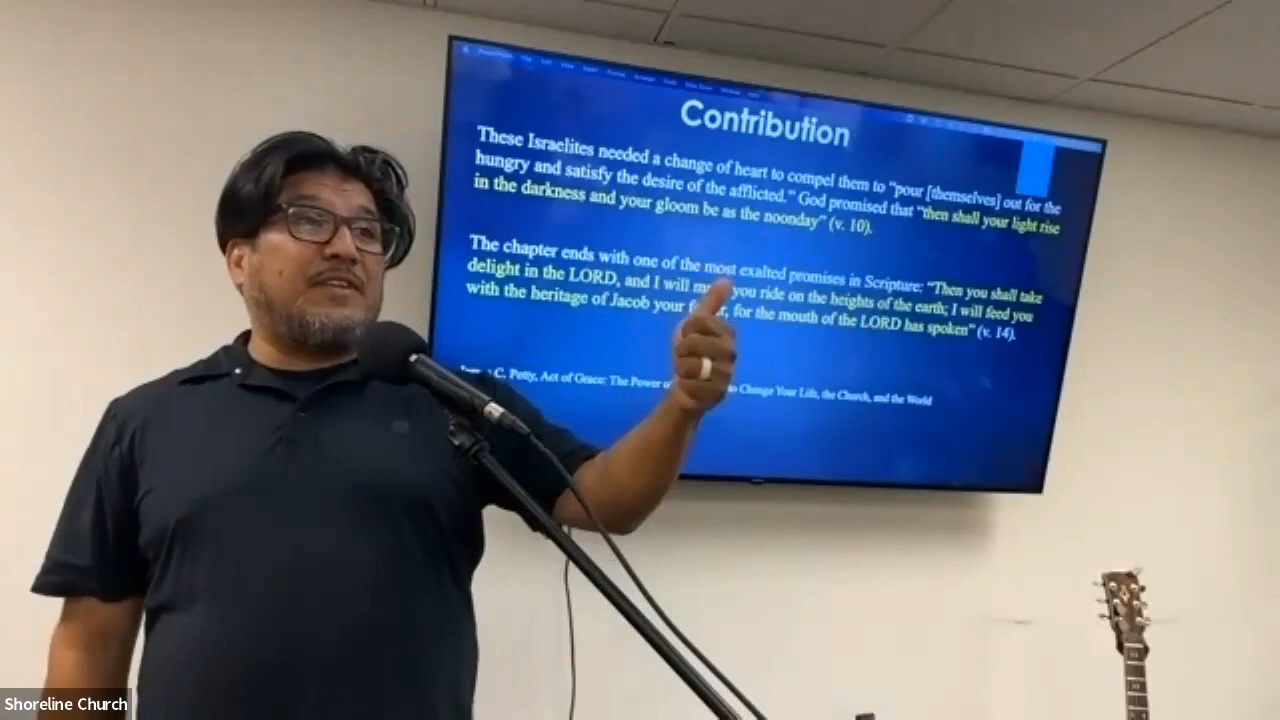 Contribution
These Israelites needed a change of heart to compel them to “pour [themselves] out for the
hungry and satisfy the desire of the afflicted.” God promised that “then shall your light rise
in the darkness and your gloom be as the noonday” (v. 10).
The chapter ends with one of the most exalted promises in Scripture: “Then you shall take
delight in the LORD, and I will you ride on the heights of the earth; I will feed you
with the heritage of Jacob your for the mouth of the LORD has spoken” (v. 14).
C. Petty, Act of Grace: The Power to Change Your Life, the Church, and the World
Shoreline Church